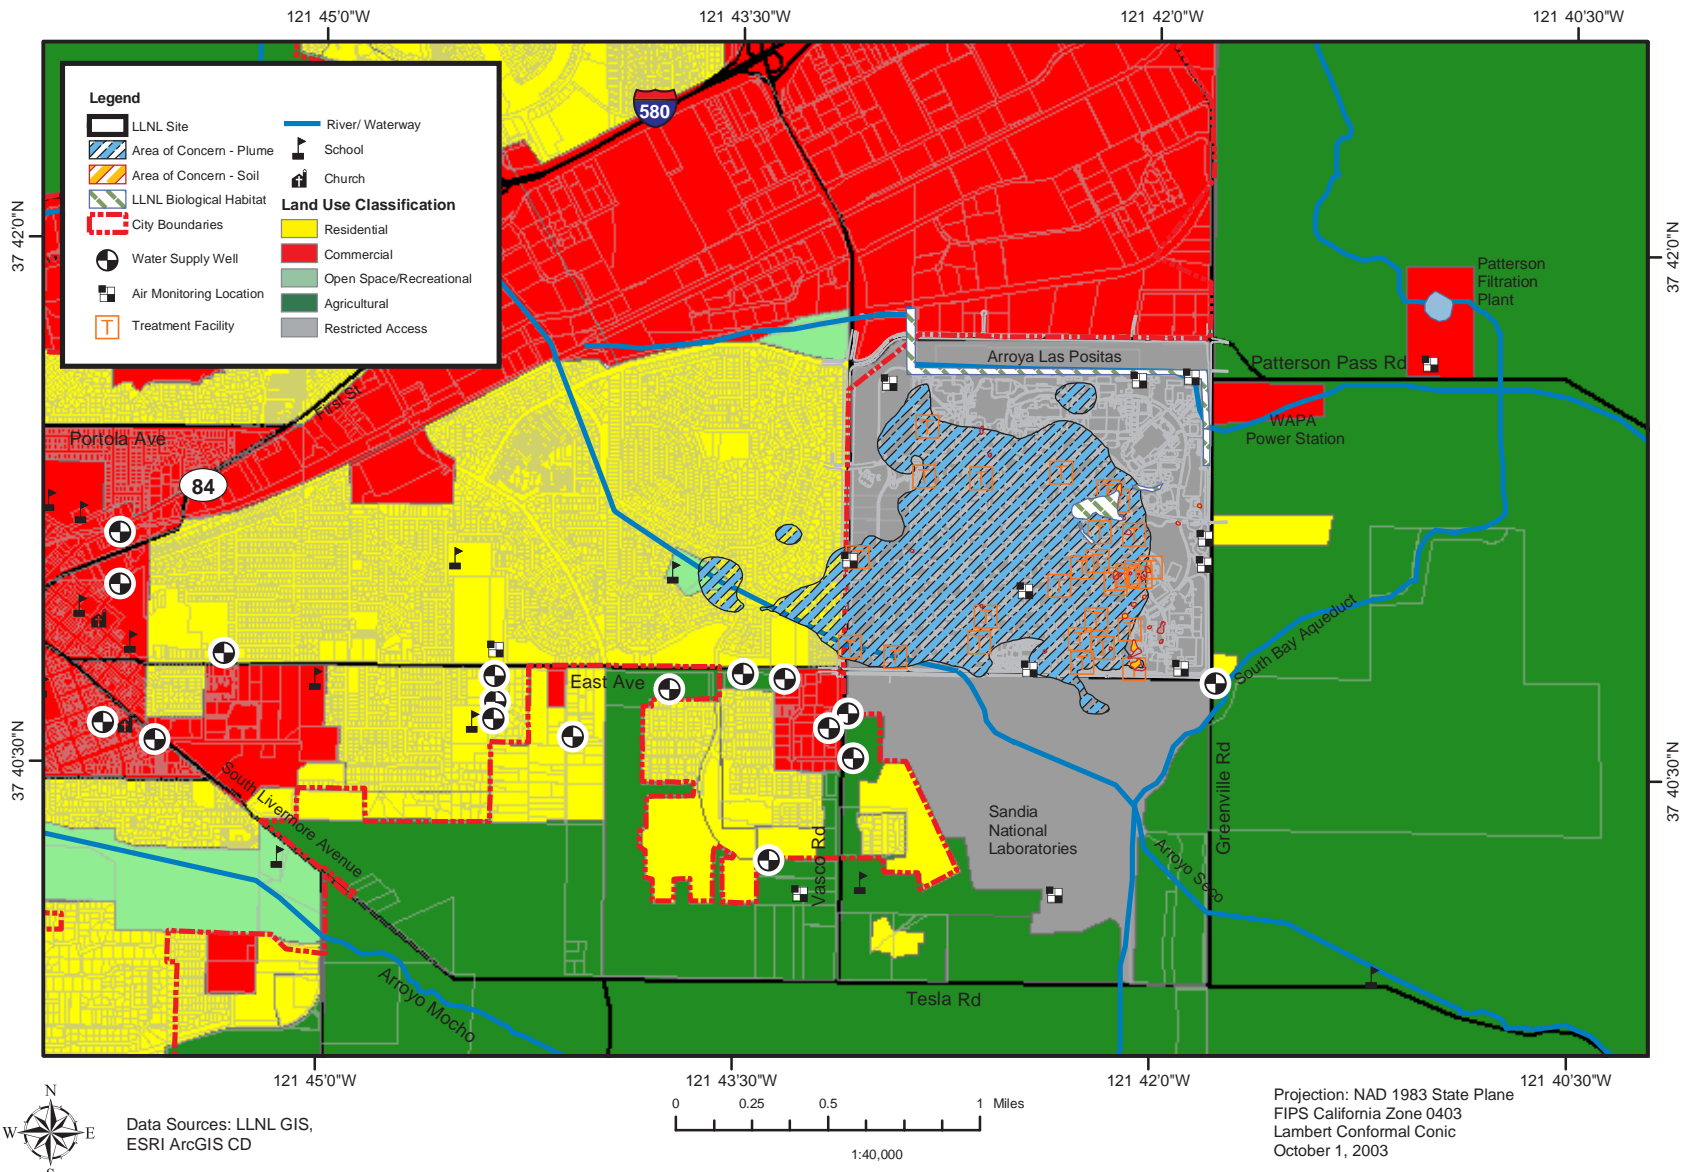 121 45'0"W
121 43'30"W
121 42'0"W
121 40'30"W
37 42'0"N
37 40'30"N
37 42'0"N
37 40'30"N
Legend
LLNL Site
Area of Concern - Plume
Area of Concern - Soil
LLNL Biological Habitat
City Boundaries
Water Supply Well
Air Monitoring Location
T
Treatment Facility
River/ Waterway
School
Church
Land Use Classification
Residential
Commercial
Open Space/Recreational
Agricultural
Restricted Access
580
Patterson
Filtration
Plant
Arroya Las Positas
Patterson Pass Rd
WAPA
Power Station
First St
Portola Ave
84
South Bay Aqueduct
East Ave
Greenville Rd
South Livermore Avenue
Vasco Rd
Sandia
National
Laboratories
Arroyo Seco
Arroyo Mocho
Tesla Rd
121 45'0"W
121 43'30"W
121 42'0"W
121 40'30"W
N
W
E
S
Data Sources: LLNL GIS,
ESRI ArcGIS CD
0 0.25 0.5 1 Miles
1:40,000
Projection: NAD 1983 State Plane
FIPS California Zone 0403
Lambert Conformal Conic
October 1, 2003